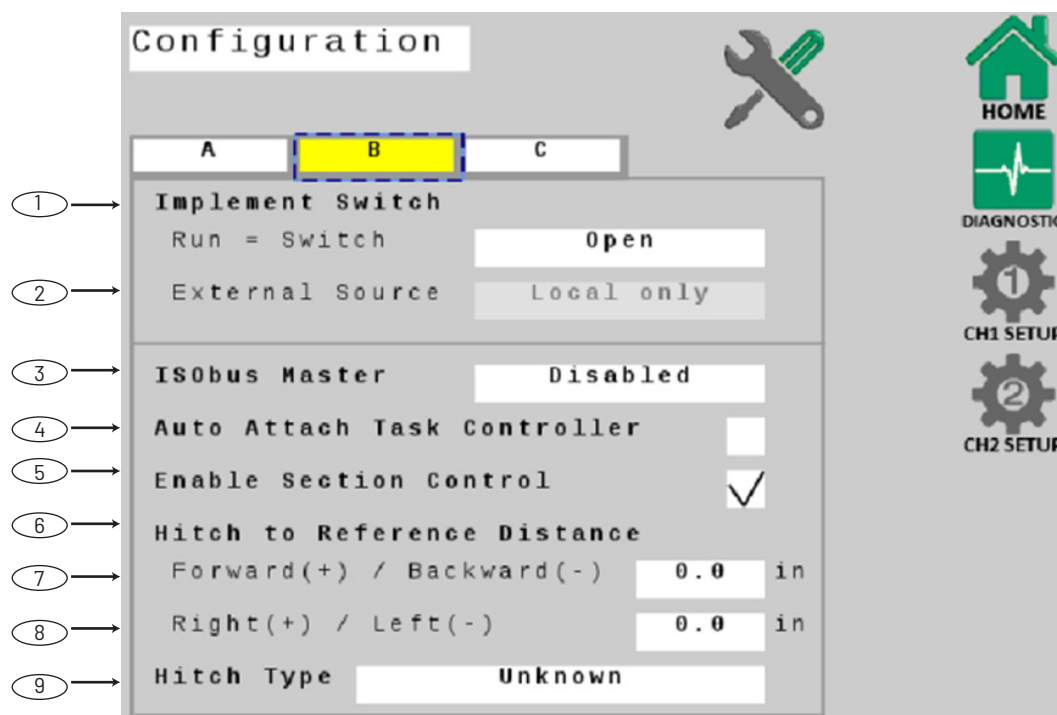 Configuration
HOME
A B C
DIAGNOSTIC
1 Implement Switch
Run = Switch Open
2 External Source Local only
1
CH1 SETUP
3 ISObus Master Disabled
2
4 Auto Attach Task Controller
CH2 SETUP
5 Enable Section Control
6 Hitch to Reference Distance
7 Forward(+) / Backward(-) 0.0 in
8 Right(+) / Left(-) 0.0 in
9 Hitch Type Unknown